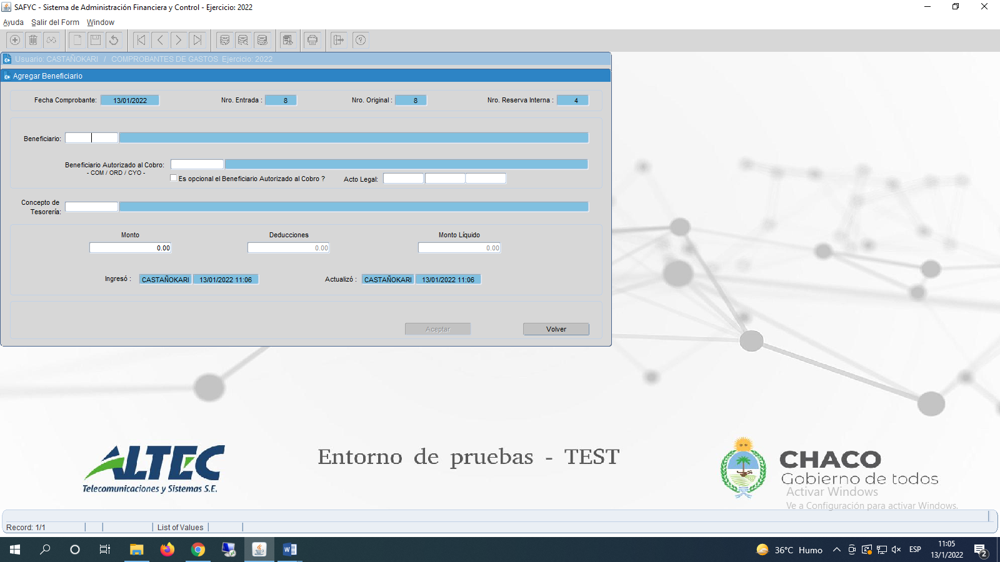 SAFYC - Sistema de Administración Financiera y Control - Ejercicio: 2022
Ayuda Salir del Form Window
Usuario: CASTAÑOKARI / COMPROBANTES DE GASTOS Ejercicio: 2022
Agregar Beneficiario
Fecha Comprobante: 13/01/2022 Nro. Entrada : 8 Nro. Original : 8 Nro. Reserva Interna : 4
Beneficiario:
Beneficiario Autorizado al Cobro:
- COM / ORD / CYO -
Es opcional el Beneficiario Autorizado al Cobro ? Acto Legal:
Concepto de
Tesorería:
Monto Deducciones Monto Líquido
0.00 0.00 0.00
Ingresó : CASTAÑOKARI 13/01/2022 11:06 Actualizó : CASTAÑOKARI 13/01/2022 11:06
Aceptar Volver
ALTEC
Telecomunicaciones y Sistemas S.E.
Entorno de pruebas - TEST
CHACO
Gobierno de todos
Activar Windows
Ve a Configuración para activar Windows.
Record: 1/1 List of Values
36°C Humo ESP 11:05
13/1/2022 2